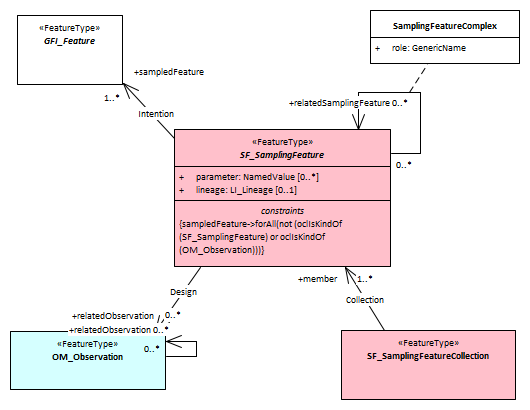 «FeatureType»
GFI_Feature
SamplingFeatureComplex
+ role: GenericName
+sampledFeature
1..*
Intention
+relatedSamplingFeature 0..*
0..*
«FeatureType»
SF_SamplingFeature
+ parameter: NamedValue [0..*]
+ lineage: LI_Lineage [0..1]
constraints
{sampledFeature->forAll(not (oclIsKindOf
(SF_SamplingFeature) or oclIsKindOf
(OM_Observation)))}
+member
1..*
Design
Collection
+relatedObservation
0..*
+relatedObservation 0..*
0..*
«FeatureType»
OM_Observation
«FeatureType»
SF_SamplingFeatureCollection